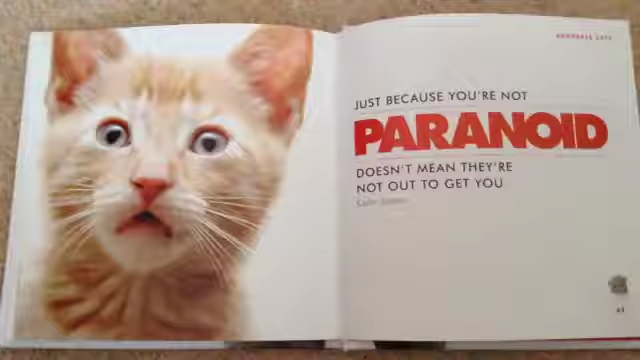 JUST BECAUSE YOU'RE NOT
PARANOID
DOESN'T MEAN THEY'RE
NOT OUT TO GET YOU